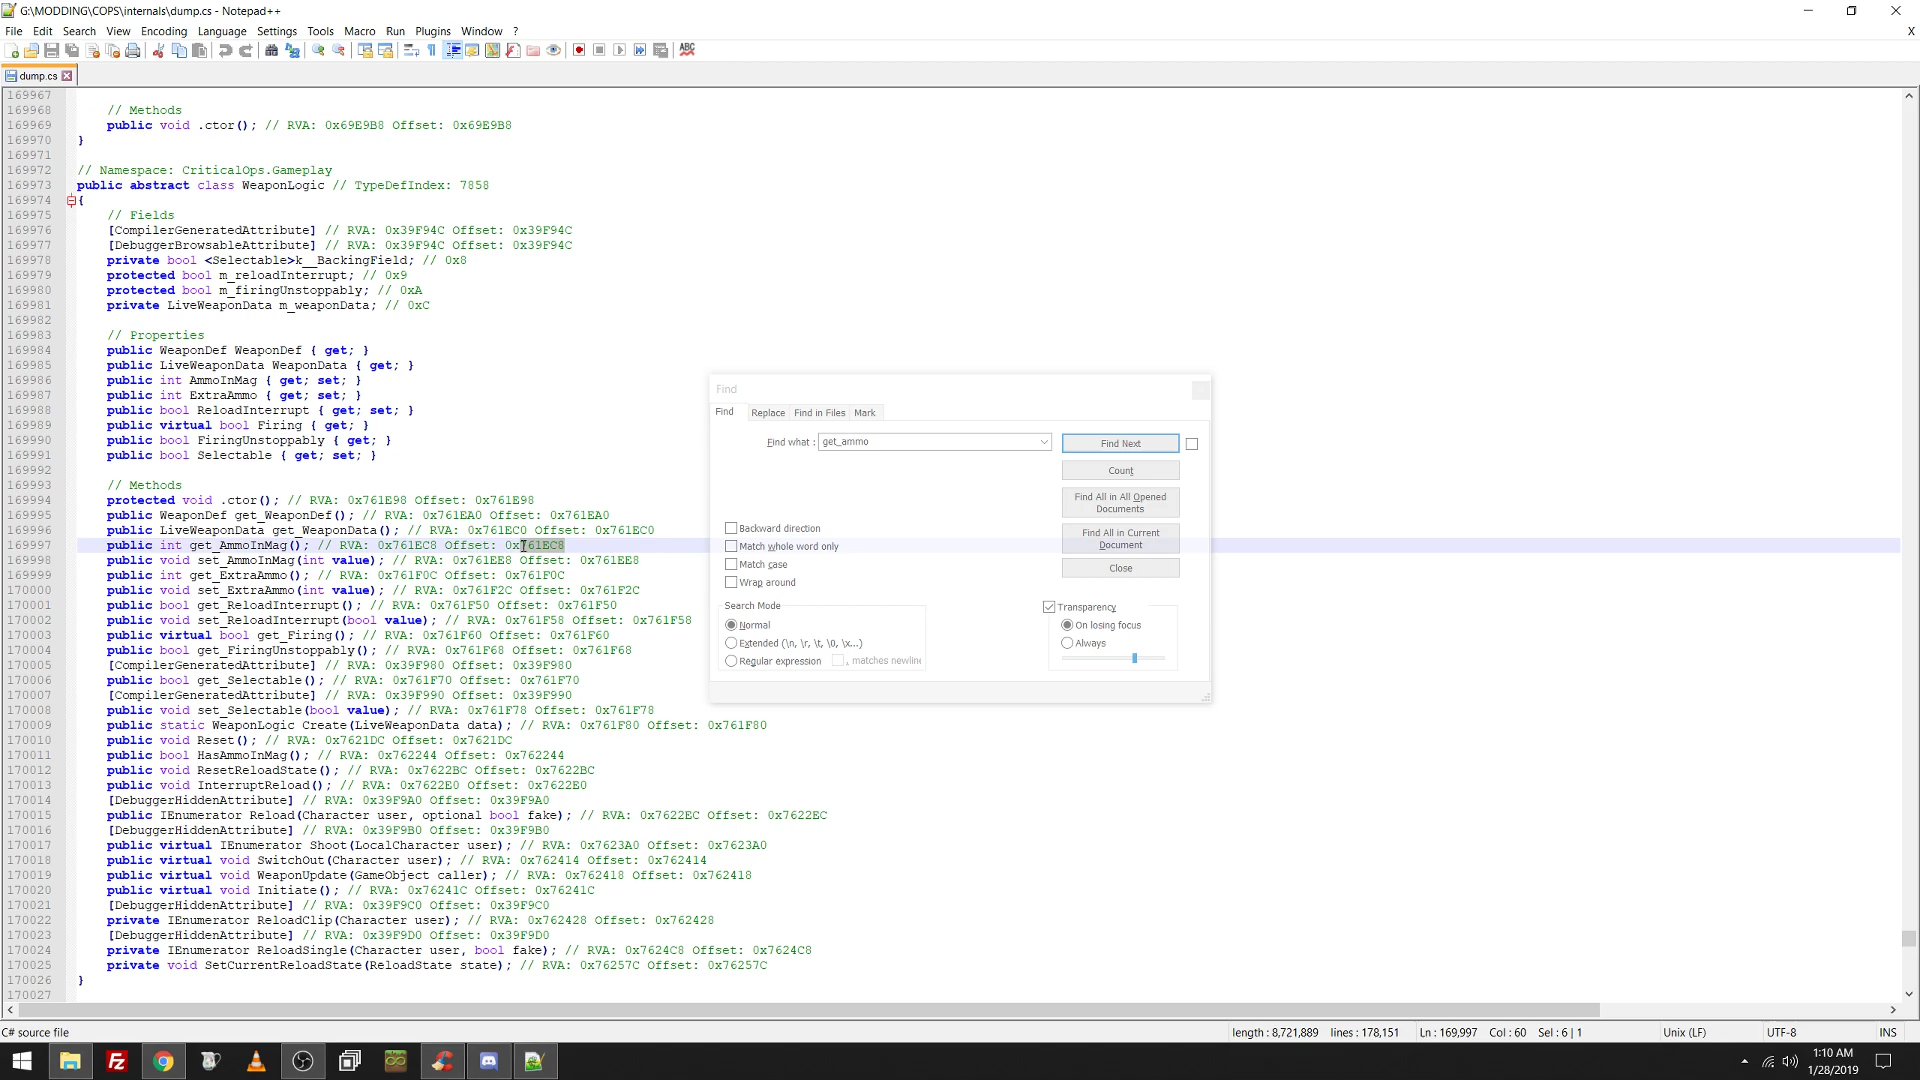 G:\MODDING\COPS\internals\dump.cs - Notepad++
File Edit Search View Encoding Language Settings Tools Macro Run Plugins Window ? X
dump.cs
169967
169968 // Methods
169969 public void .ctor(); // RVA: 0x69E9B8 Offset: 0x69E9B8
169970 }
169971
169972 // Namespace: CriticalOps.Gameplay
169973 public abstract class WeaponLogic // TypeDefIndex: 7858
169974 {
169975 // Fields
169976 [CompilerGeneratedAttribute] // RVA: 0x39F94C Offset: 0x39F94C
169977 [DebuggerBrowsableAttribute] // RVA: 0x39F94C Offset: 0x39F94C
169978 private bool <Selectable>k__BackingField; // 0x8
169979 protected bool m_reloadInterrupt; // 0x9
169980 protected bool m_firingUnstoppably; // 0xA
169981 private LiveWeaponData m_weaponData; // 0xC
169982
169983 // Properties
169984 public WeaponDef WeaponDef { get; }
169985 public LiveWeaponData WeaponData { get; }
169986 public int AmmoInMag { get; set; }
169987 public int ExtraAmmo { get; set; }
169988 public bool ReloadInterrupt { get; set; }
169989 public virtual bool Firing { get; }
169990 public bool FiringUnstoppably { get; }
169991 public bool Selectable { get; set; }
169992
169993 // Methods
169994 protected void .ctor(); // RVA: 0x761E98 Offset: 0x761E98
169995 public WeaponDef get_WeaponDef(); // RVA: 0x761EA0 Offset: 0x761EA0
169996 public LiveWeaponData get_WeaponData(); // RVA: 0x761EC0 Offset: 0x761EC0
169997 public int get_AmmoInMag(); // RVA: 0x761EC8 Offset: 0x761EC8
169998 public void set_AmmoInMag(int value); // RVA: 0x761EE8 Offset: 0x761EE8
169999 public int get_ExtraAmmo(); // RVA: 0x761F0C Offset: 0x761F0C
170000 public void set_ExtraAmmo(int value); // RVA: 0x761F2C Offset: 0x761F2C
170001 public bool get_ReloadInterrupt(); // RVA: 0x761F50 Offset: 0x761F50
170002 public void set_ReloadInterrupt(bool value); // RVA: 0x761F58 Offset: 0x761F58
170003 public virtual bool get_Firing(); // RVA: 0x761F60 Offset: 0x761F60
170004 public bool get_FiringUnstoppably(); // RVA: 0x761F68 Offset: 0x761F68
170005 [CompilerGeneratedAttribute] // RVA: 0x39F980 Offset: 0x39F980
170006 public bool get_Selectable(); // RVA: 0x761F70 Offset: 0x761F70
170007 [CompilerGeneratedAttribute] // RVA: 0x39F990 Offset: 0x39F990
170008 public void set_Selectable(bool value); // RVA: 0x761F78 Offset: 0x761F78
170009 public static WeaponLogic Create(LiveWeaponData data); // RVA: 0x761F80 Offset: 0x761F80
170010 public void Reset(); // RVA: 0x7621DC Offset: 0x7621DC
170011 public bool HasAmmoInMag(); // RVA: 0x762244 Offset: 0x762244
170012 public void ResetReloadState(); // RVA: 0x7622BC Offset: 0x7622BC
170013 public void InterruptReload(); // RVA: 0x7622E0 Offset: 0x7622E0
170014 [DebuggerHiddenAttribute] // RVA: 0x39F9A0 Offset: 0x39F9A0
170015 public IEnumerator Reload(Character user, optional bool fake); // RVA: 0x7622EC Offset: 0x7622EC
170016 [DebuggerHiddenAttribute] // RVA: 0x39F9B0 Offset: 0x39F9B0
170017 public virtual IEnumerator Shoot(LocalCharacter user); // RVA: 0x7623A0 Offset: 0x7623A0
170018 public virtual void SwitchOut(Character user); // RVA: 0x762414 Offset: 0x762414
170019 public virtual void WeaponUpdate(GameObject caller); // RVA: 0x762418 Offset: 0x762418
170020 public virtual void Initiate(); // RVA: 0x76241C Offset: 0x76241C
170021 [DebuggerHiddenAttribute] // RVA: 0x39F9C0 Offset: 0x39F9C0
170022 private IEnumerator ReloadClip(Character user); // RVA: 0x762428 Offset: 0x762428
170023 [DebuggerHiddenAttribute] // RVA: 0x39F9D0 Offset: 0x39F9D0
170024 private IEnumerator ReloadSingle(Character user, bool fake); // RVA: 0x7624C8 Offset: 0x7624C8
170025 private void SetCurrentReloadState(ReloadState state); // RVA: 0x76257C Offset: 0x76257C
170026 }
170027
Find
Find Replace Find in Files Mark
Find what : get_ammo
Find Next
Count
Find All in All Opened
Documents
Find All in Current
Document
Close
Backward direction
Match whole word only
Match case
Wrap around
Search Mode
Normal
Extended (\n, \r, \t, \0, \x...)
Regular expression . matches newline
Transparency
On losing focus
Always
C# source file length : 8,721,889 lines : 178,151 Ln : 169,997 Col : 60 Sel : 6 | 1 Unix (LF) UTF-8 INS
1:10 AM
1/28/2019